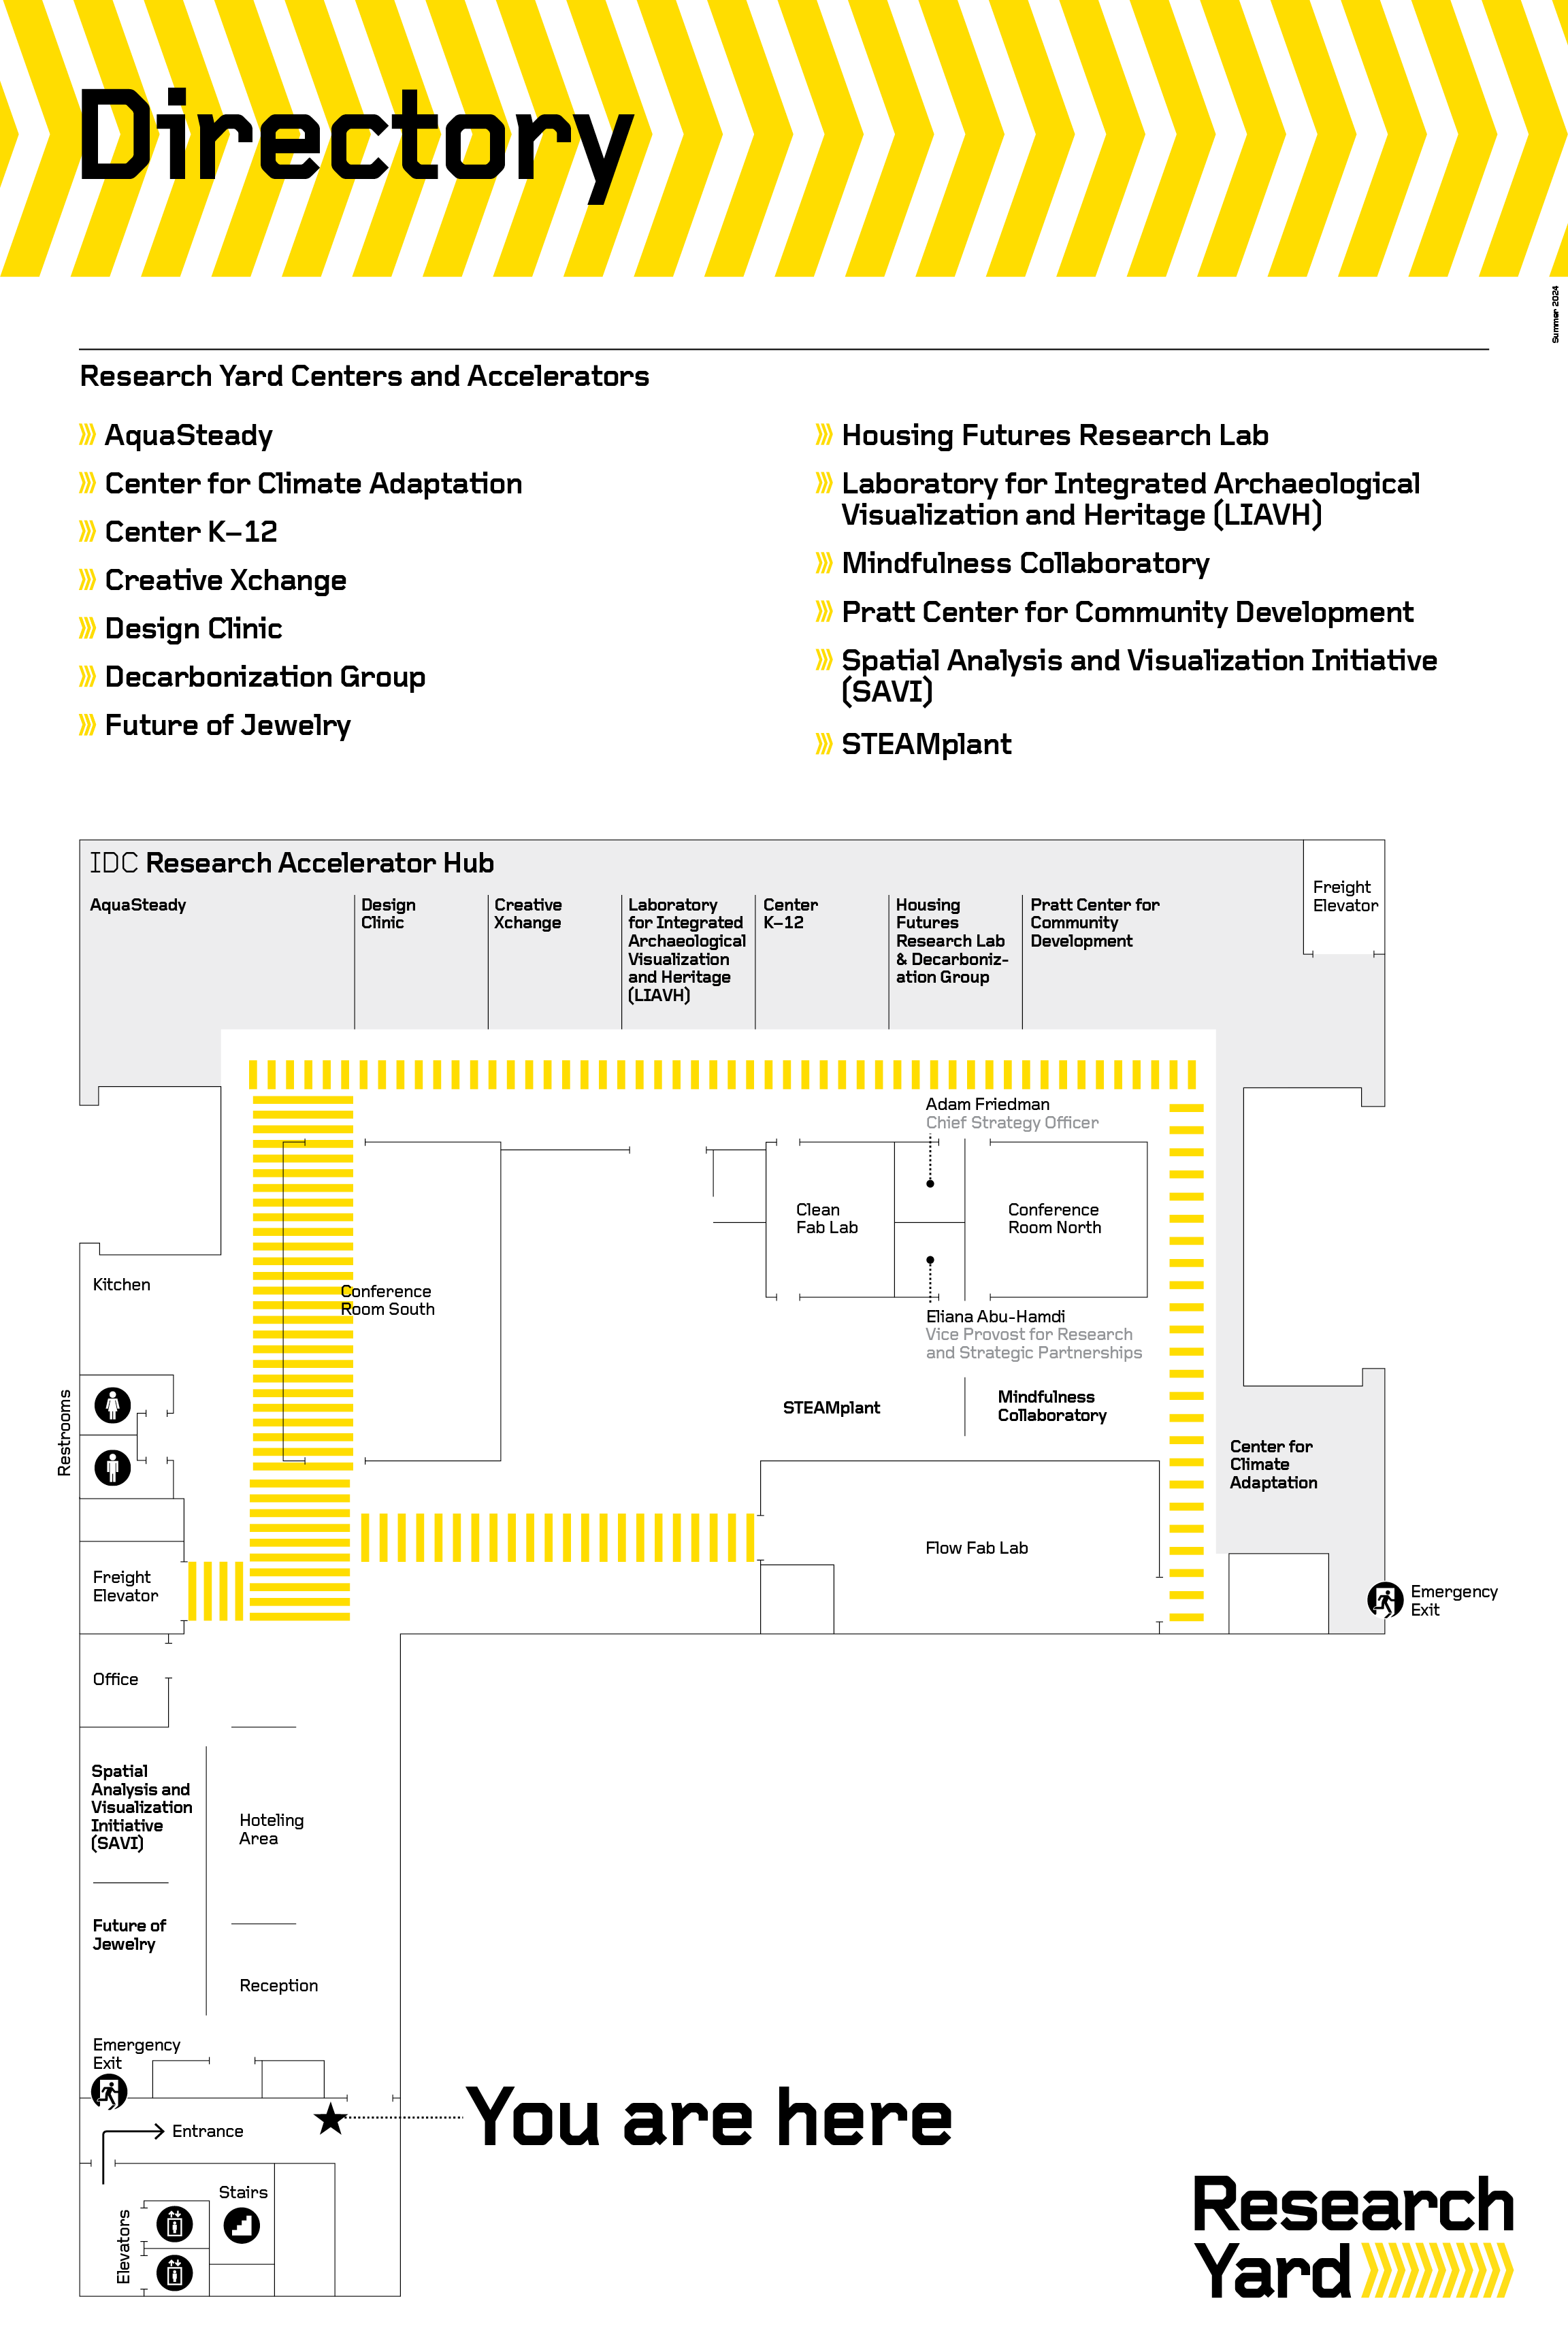 Directory
Summer 2024
Research Yard Centers and Accelerators
AquaSteady
Center for Climate Adaptation
Center K–12
Creative Xchange
Design Clinic
Decarbonization Group
Future of Jewelry
Housing Futures Research Lab
Laboratory for Integrated Archaeological
Visualization and Heritage (LIAVH)
Mindfulness Collaboratory
Pratt Center for Community Development
Spatial Analysis and Visualization Initiative
(SAVI)
STEAMplant
IDC Research Accelerator Hub
AquaSteady
Design
Clinic
Creative
Xchange
Laboratory
for Integrated
Archaeological
Visualization
and Heritage
(LIAVH)
Center
K–12
Housing
Futures
Research Lab
& Decarboniz-
ation Group
Pratt Center for
Community
Development
Freight
Elevator
Adam Friedman
Chief Strategy Officer
Clean
Fab Lab
Conference
Room North
Kitchen
Conference
Room South
Eliana Abu-Hamdi
Vice Provost for Research
and Strategic Partnerships
Restrooms
STEAMplant
Mindfulness
Collaboratory
Center for
Climate
Adaptation
Flow Fab Lab
Freight
Elevator
Emergency
Exit
Office
Spatial
Analysis and
Visualization
Initiative
(SAVI)
Hoteling
Area
Future of
Jewelry
Reception
Emergency
Exit
You are here
Entrance
Stairs
Elevators
Research
Yard